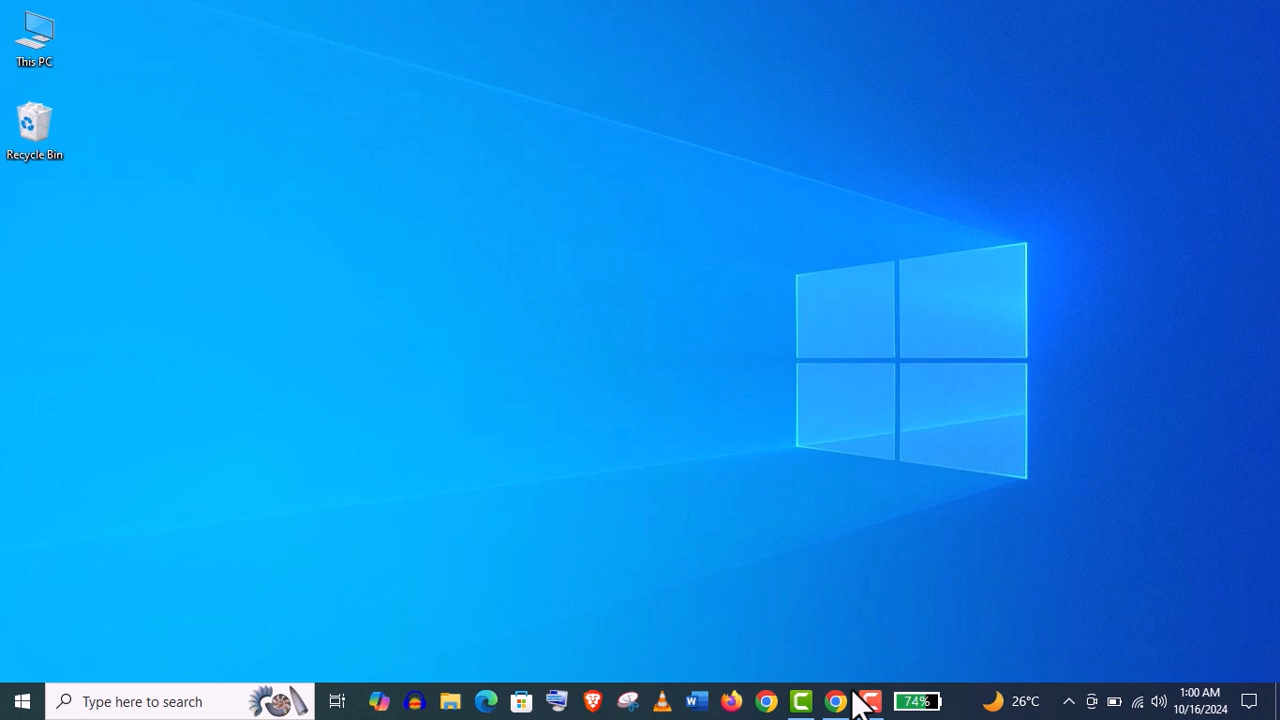 This PC
Recycle Bin
Type here to search
74%
26°C
1:00 AM
10/16/2024